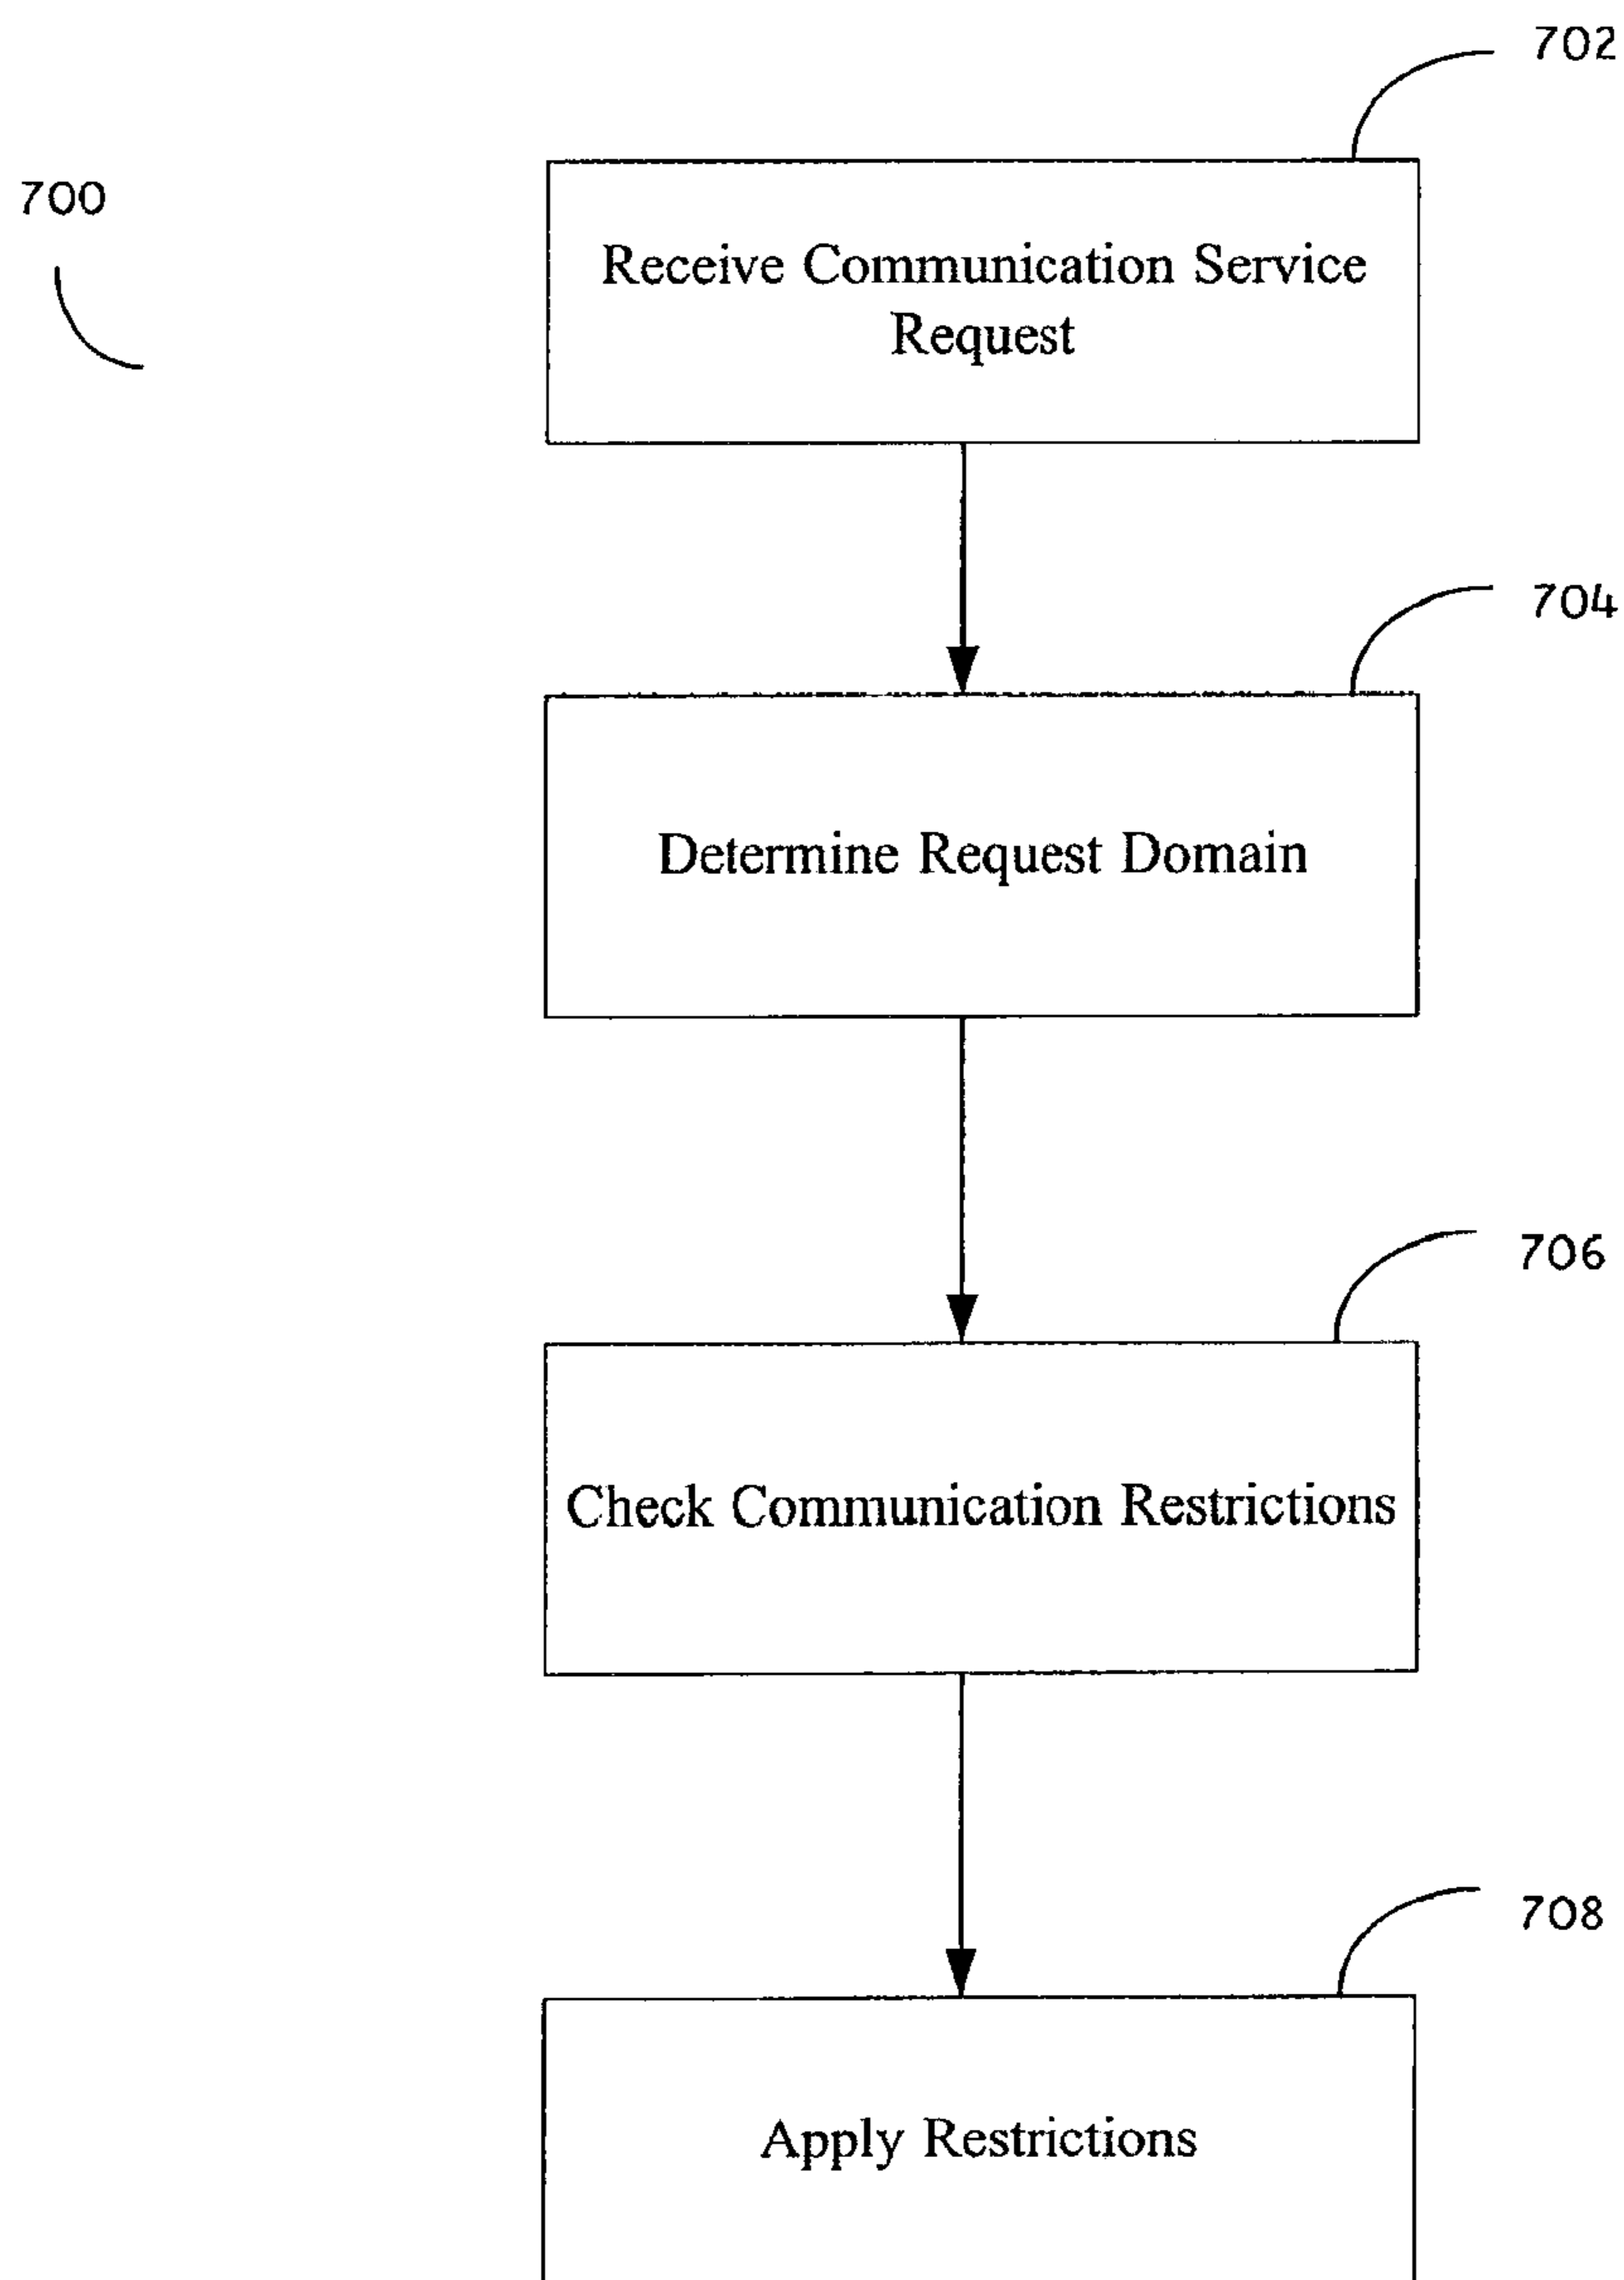 702
700
Receive Communication Service
Request
704
Determine Request Domain
706
Check Communication Restrictions
708
Apply Restrictions